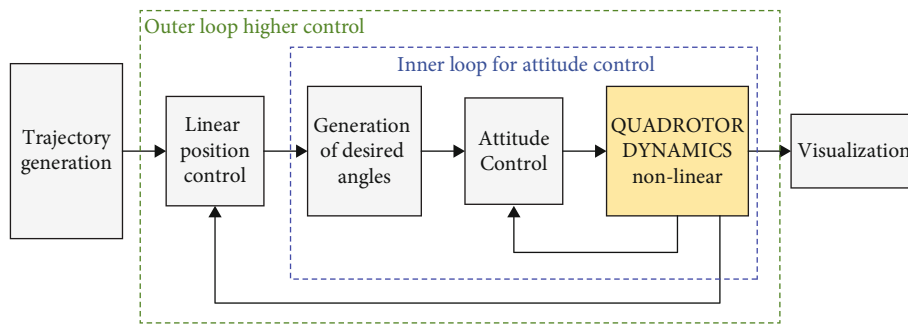 Outer loop higher control
Inner loop for attitude control
Trajectory
generation
Linear
position
control
Generation
of desired
angles
Attitude
Control
QUADROTOR
DYNAMICS
non-linear
Visualization